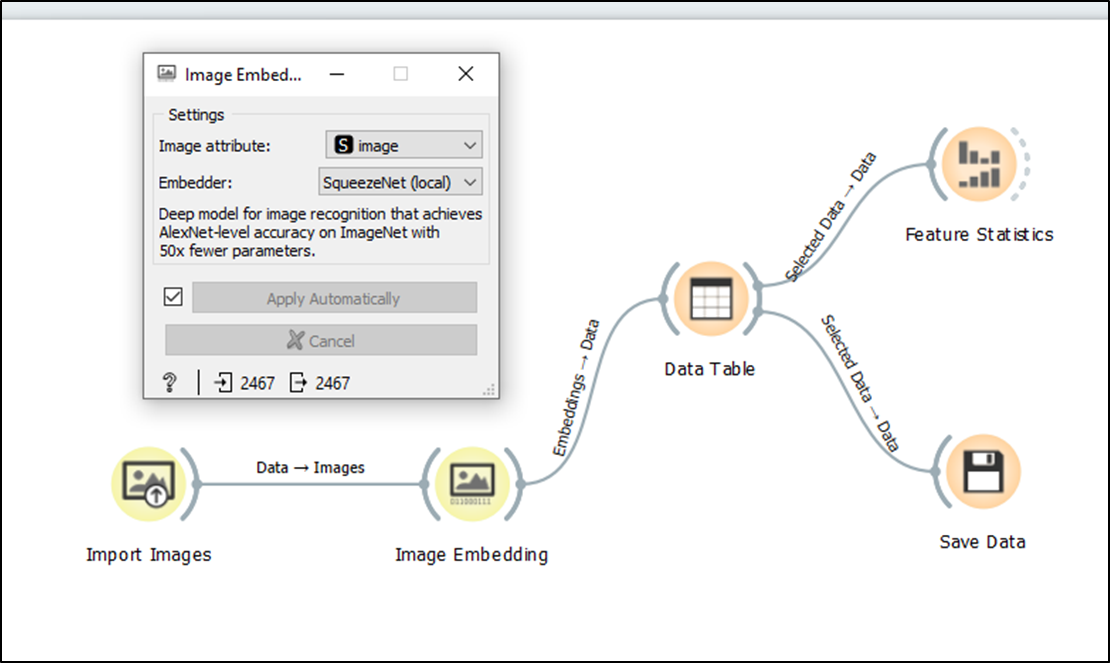 Image Embed...
Settings
Image attribute:
S image
Embedder:
SqueezeNet (local)
Deep model for image recognition that achieves
AlexNet-level accuracy on ImageNet with
50x fewer parameters.
Apply Automatically
Cancel
? 2467 2467
Data → Images
Import Images
Image Embedding
011000111
Embeddings → Data
Data Table
Selected Data → Data
Feature Statistics
Selected Data → Data
Save Data